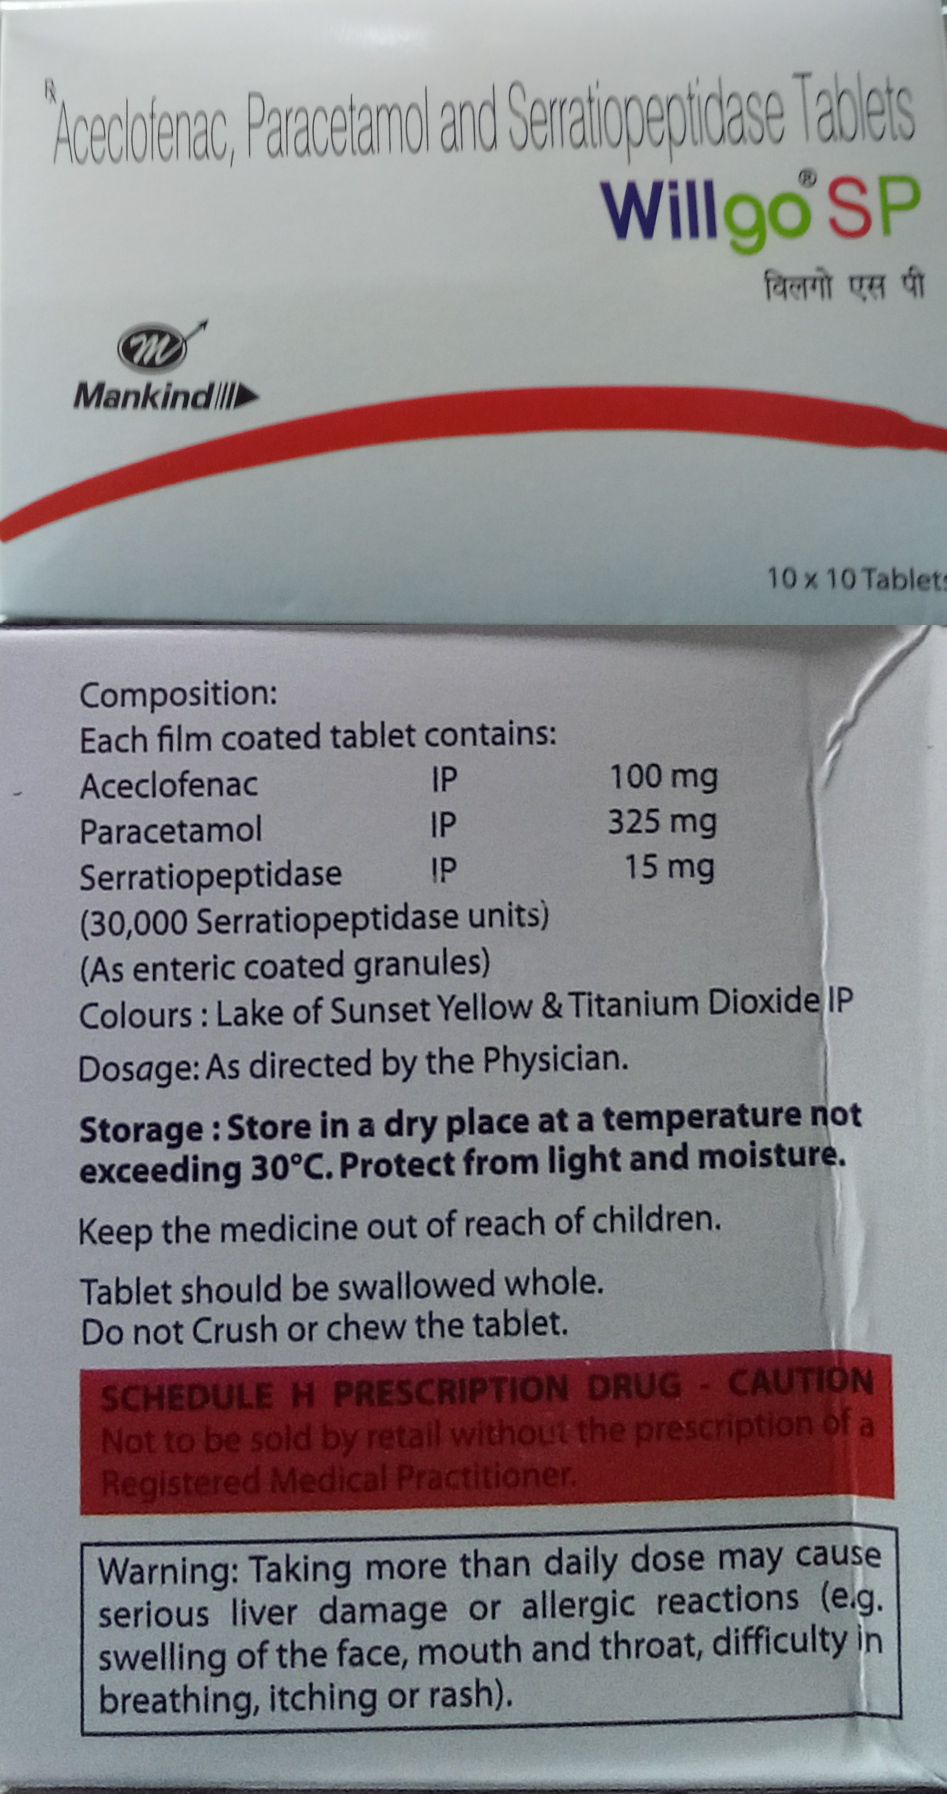 Rx
Aceclofenac, Paracetamol and Serratiopeptidase Tablets
Willgo® SP
विलगो एस पी
m
Mankind
10 x 10 Tablets
Composition:
Each film coated tablet contains:
Aceclofenac IP 100 mg
Paracetamol IP 325 mg
Serratiopeptidase IP 15 mg
(30,000 Serratiopeptidase units)
(As enteric coated granules)
Colours : Lake of Sunset Yellow & Titanium Dioxide IP
Dosage: As directed by the Physician.
Storage : Store in a dry place at a temperature not
exceeding 30°C. Protect from light and moisture.
Keep the medicine out of reach of children.
Tablet should be swallowed whole.
Do not Crush or chew the tablet.
SCHEDULE H PRESCRIPTION DRUG - CAUTION
Not to be sold by retail without the prescription of a
Registered Medical Practitioner.
Warning: Taking more than daily dose may cause
serious liver damage or allergic reactions (e.g.
swelling of the face, mouth and throat, difficulty in
breathing, itching or rash).